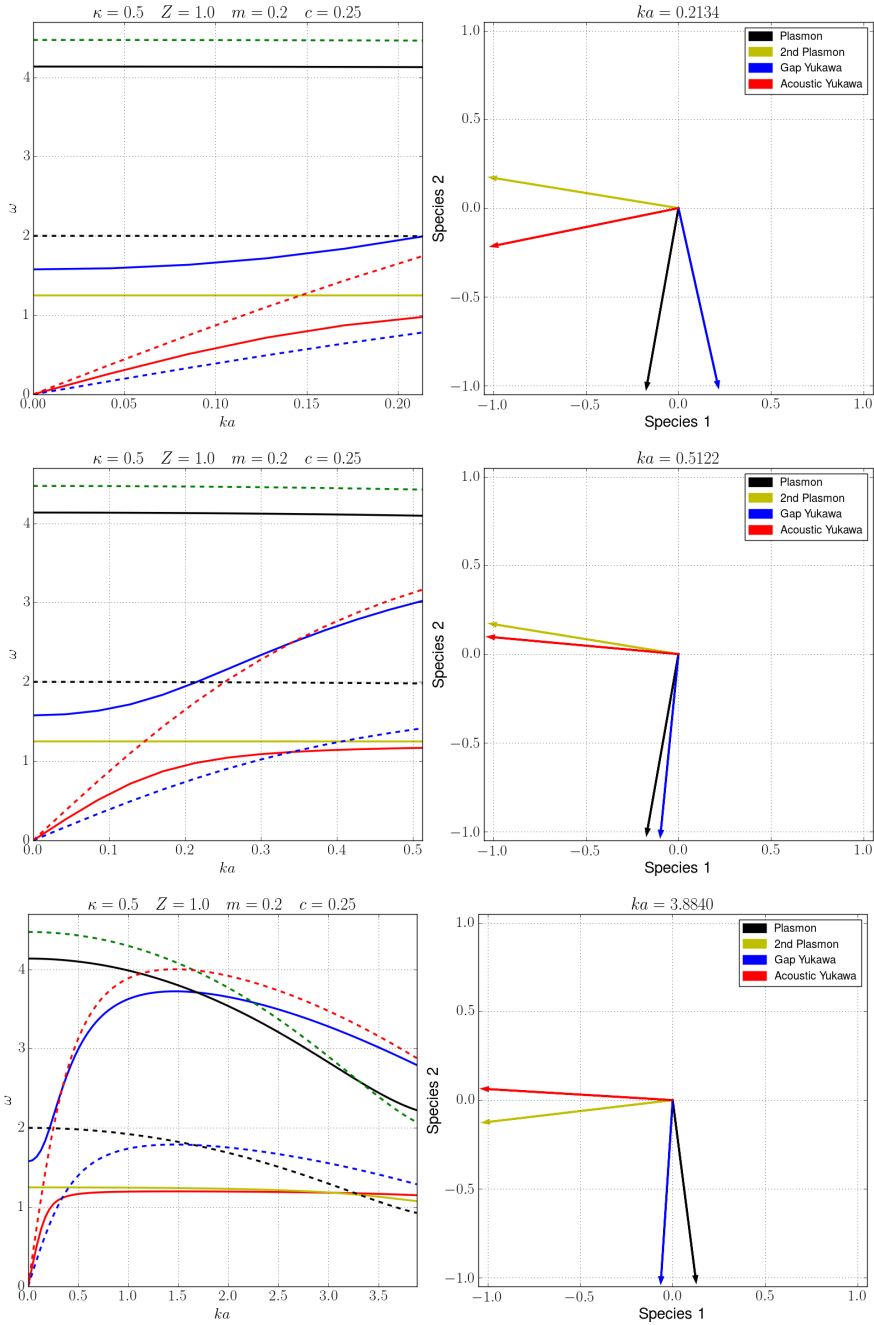 κ = 0.5 Z = 1.0 m = 0.2 c = 0.25
4
3
2
1
0
ω
0.00 0.05 0.10 0.15 0.20
ka
ka = 0.2134
Plasmon
2nd Plasmon
Gap Yukawa
Acoustic Yukawa
1.0
0.5
0.0
−0.5
−1.0
Species 2
−1.0 −0.5 0.0 0.5 1.0
Species 1
κ = 0.5 Z = 1.0 m = 0.2 c = 0.25
4
3
2
1
0
ω
0.0 0.1 0.2 0.3 0.4 0.5
ka
ka = 0.5122
Plasmon
2nd Plasmon
Gap Yukawa
Acoustic Yukawa
1.0
0.5
0.0
−0.5
−1.0
Species 2
−1.0 −0.5 0.0 0.5 1.0
Species 1
κ = 0.5 Z = 1.0 m = 0.2 c = 0.25
4
3
2
1
0
ω
0.0 0.5 1.0 1.5 2.0 2.5 3.0 3.5
ka
ka = 3.8840
Plasmon
2nd Plasmon
Gap Yukawa
Acoustic Yukawa
1.0
0.5
0.0
−0.5
−1.0
Species 2
−1.0 −0.5 0.0 0.5 1.0
Species 1